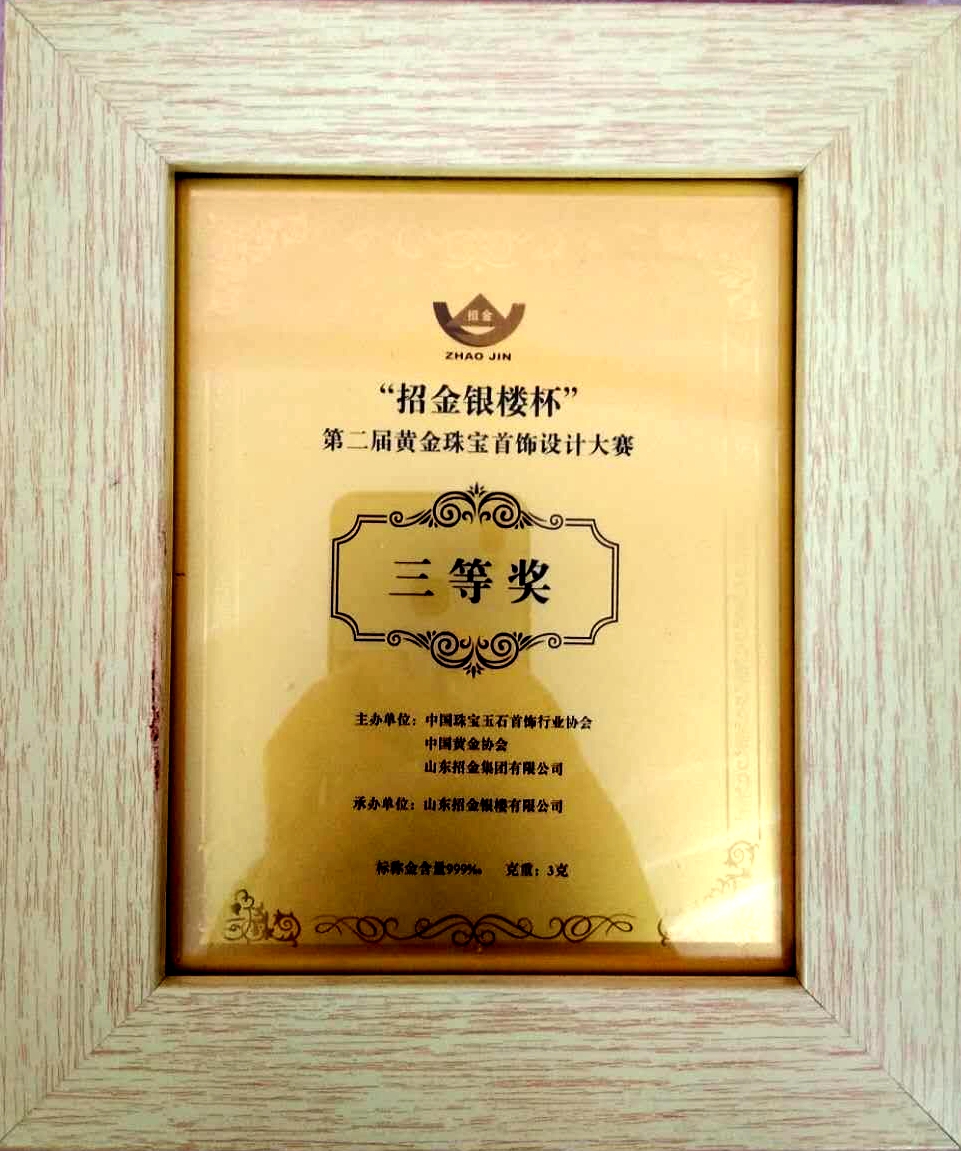 招金
ZHAO JIN
“招金银楼杯”
第二届黄金珠宝首饰设计大赛
三等奖
主办单位：中国珠宝玉石首饰行业协会
中国黄金协会
山东招金集团有限公司
承办单位：山东招金银楼有限公司
标称金含量999‰ 克重：3克